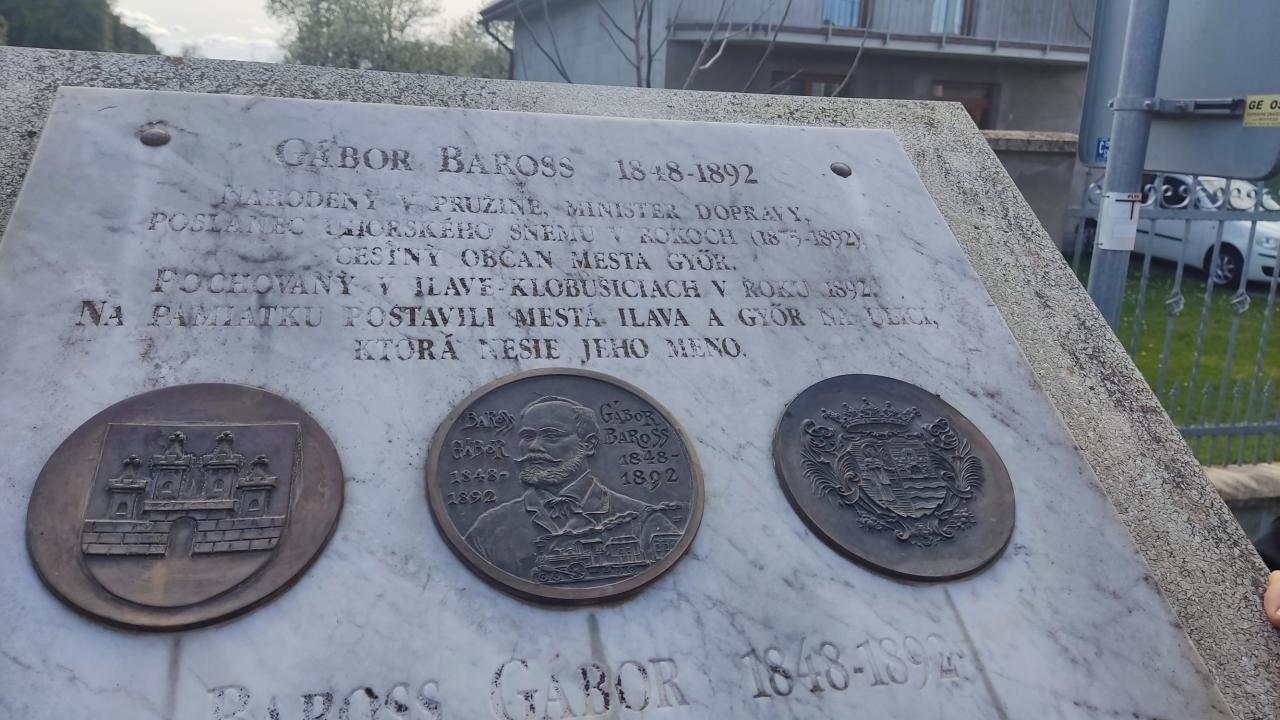 GÁBOR BAROSS 1848-1892
NARODENÝ V PRUŽINE, MINISTER DOPRAVY,
POSLANEC UHORSKÉHO SNEMU V ROKOCH (1875-1892),
ČESTNÝ OBČAN MESTA GYŐR.
POCHOVANÝ V ILAVE-KLOBUŠICIACH V ROKU 1892.
NA PAMIATKU POSTAVILI MESTÁ ILAVA A GYŐR NA ULICI,
KTORÁ NESIE JEHO MENO.
BAROSS
GÁBOR
1848-
1892
GÁBOR
BAROSS
1848-
1892
BAROSS GÁBOR 1848-1892